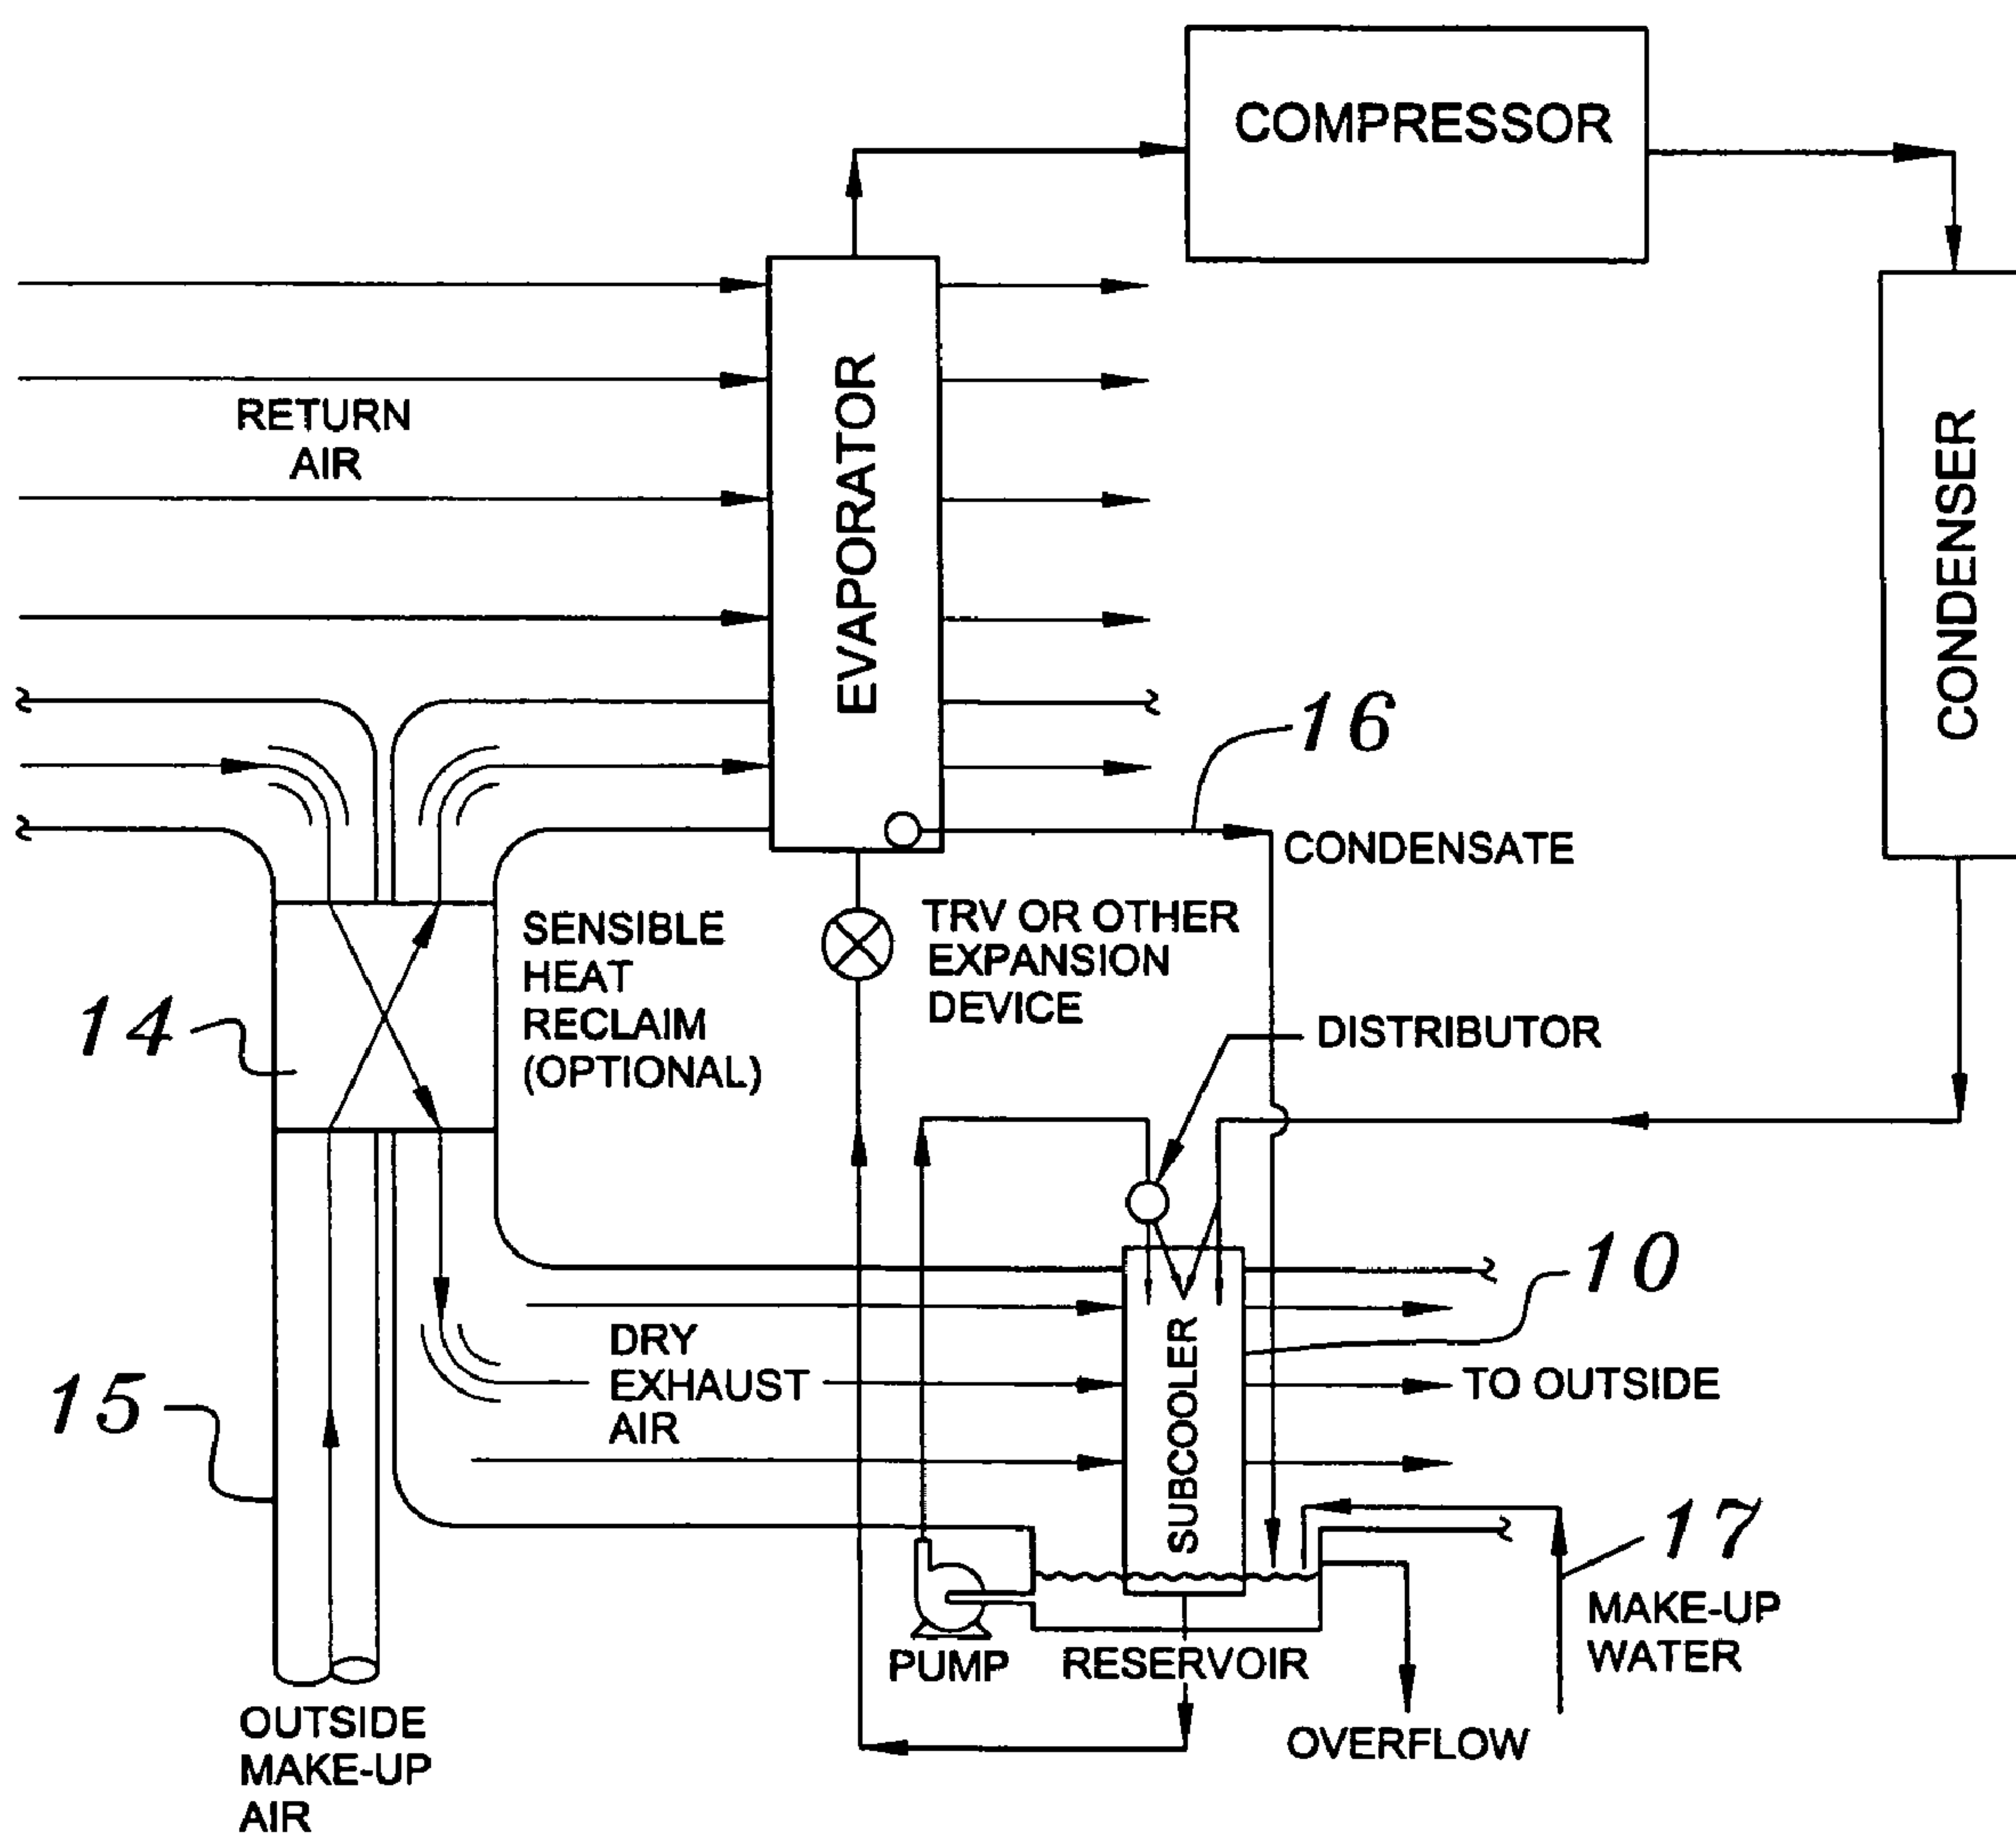 COMPRESSOR
RETURN
AIR
EVAPORATOR
CONDENSER
16
CONDENSATE
SENSIBLE
HEAT
RECLAIM
(OPTIONAL)
TRV OR OTHER
EXPANSION
DEVICE
14
DISTRIBUTOR
10
DRY
EXHAUST
AIR
SUBCOOLER
TO OUTSIDE
15
17
MAKE-UP
WATER
PUMP
RESERVOIR
OVERFLOW
OUTSIDE
MAKE-UP
AIR